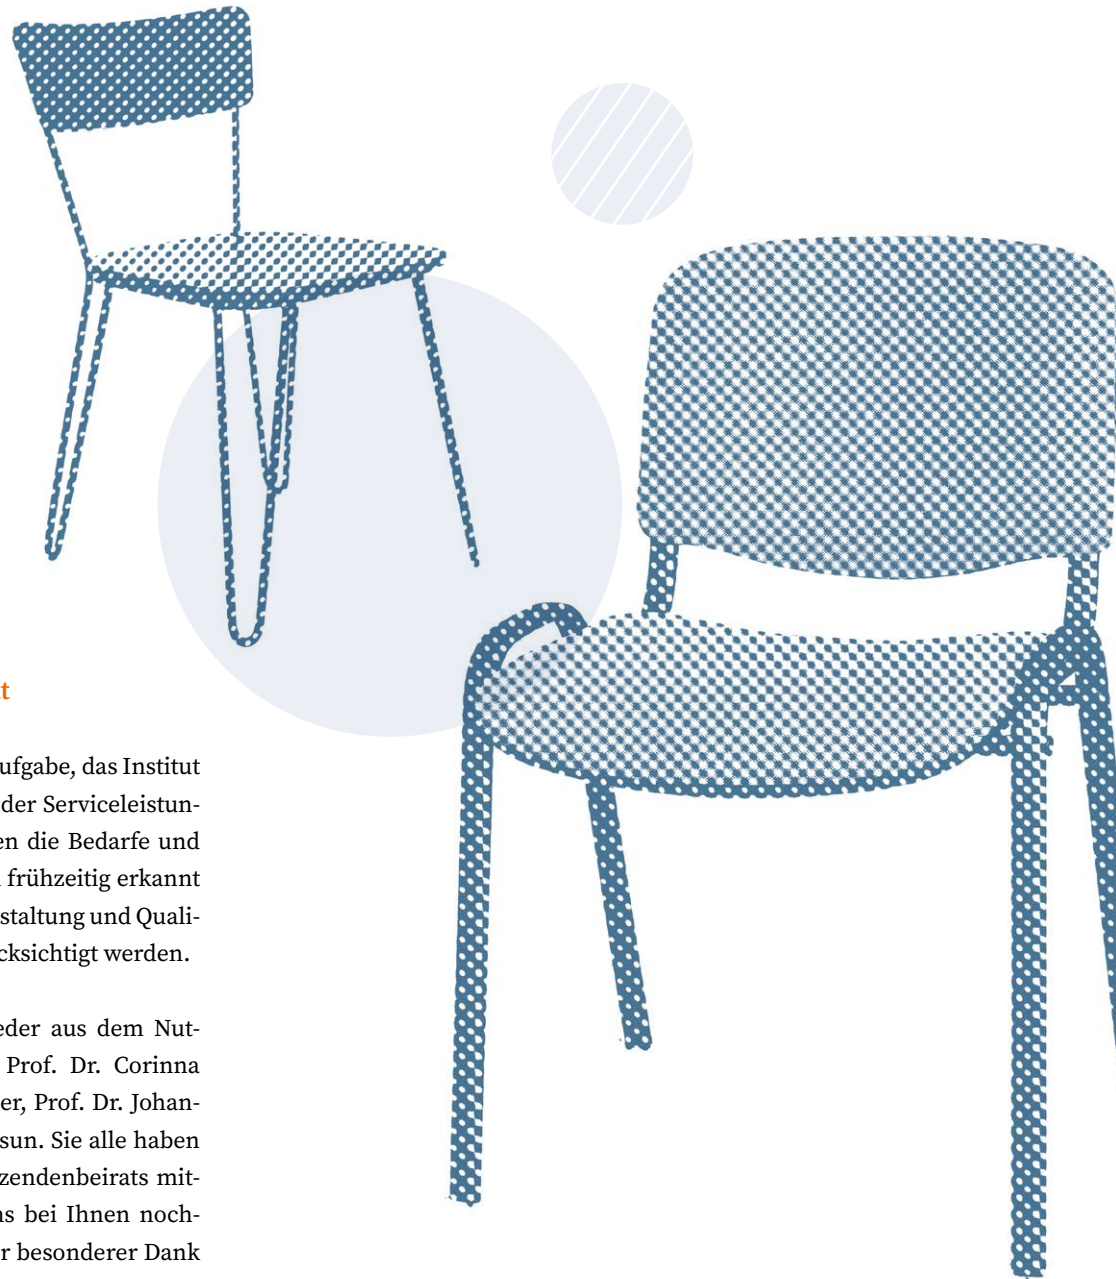 t
ufgabe, das Institut
der Serviceleistun-
en die Bedarfe und
frühzeitig erkannt
staltung und Quali-
cksichtigt werden.
eder aus dem Nut-
Prof. Dr. Corinna
er, Prof. Dr. Johan-
sun. Sie alle haben
zendenbeirats mit-
ns bei Ihnen noch-
r besonderer Dank